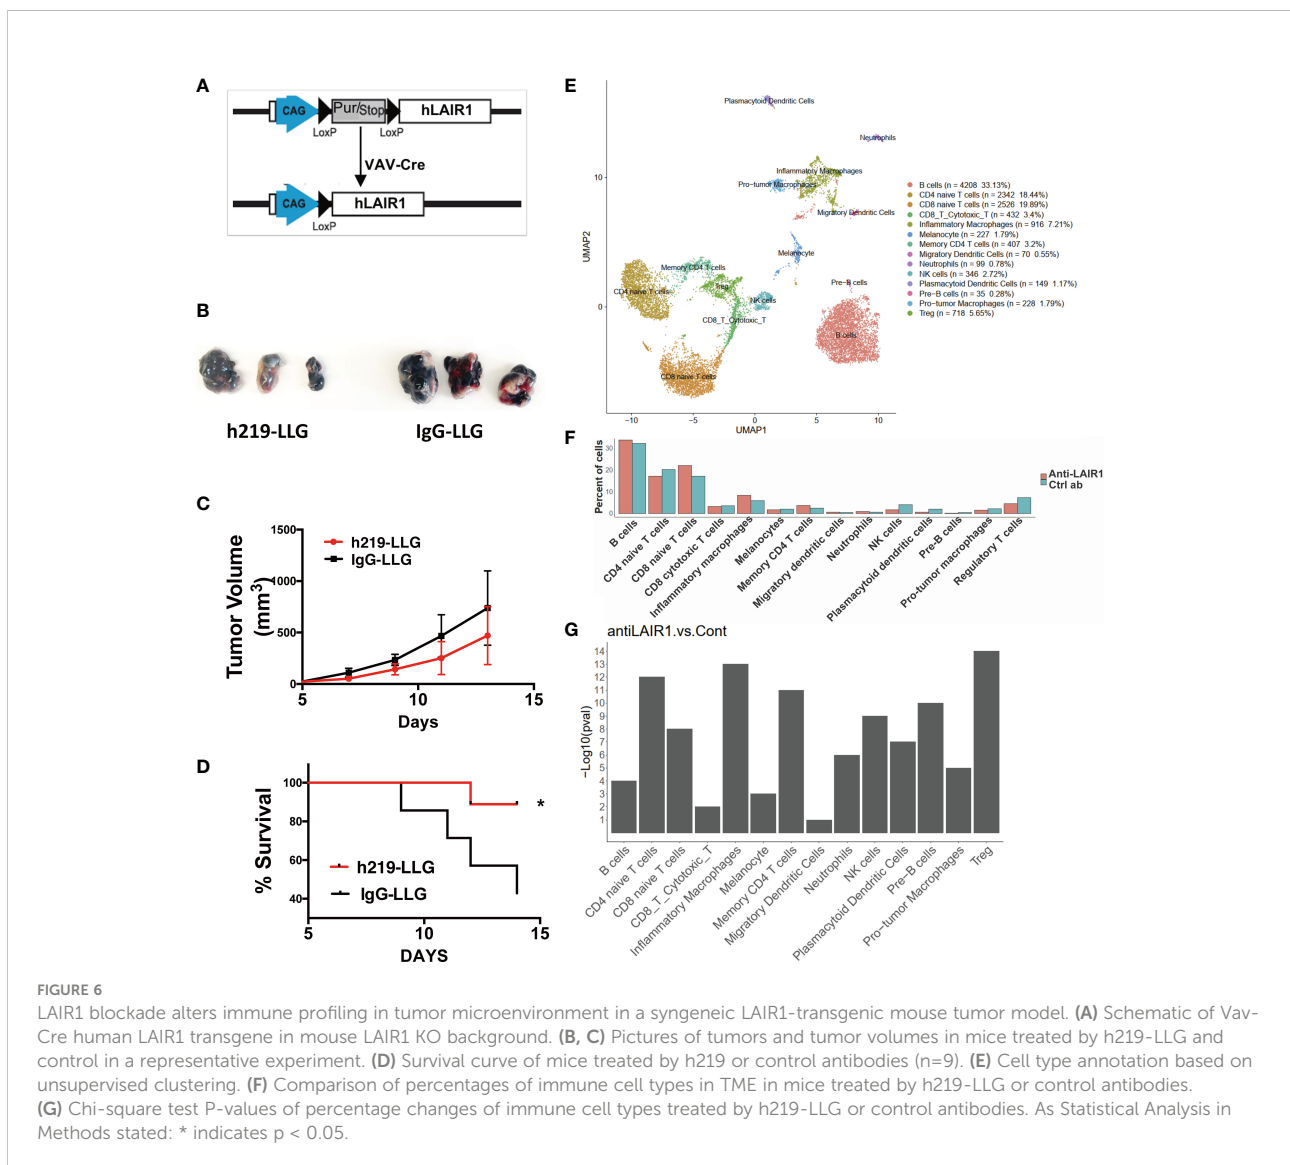 A
CAG
Pur/Stop
hLAIR1
LoxP
LoxP
VAV-Cre
CAG
hLAIR1
LoxP
B
h219-LLG
IgG-LLG
C
Tumor Volume
(mm3)
1500
1000
500
0
h219-LLG
IgG-LLG
5
10
15
Days
D
% Survival
100
80
60
40
*
h219-LLG
IgG-LLG
5
10
15
DAYS
E
Plasmacytoid Dendritic Cells
Neutrophils
Inflammatory Macrophages
Pro-tumor Macrophages
Migratory Dendritic Cells
Melanocyte
Memory CD4 T cells
CD4 naive T cells
Treg
NK cells
Pre-B cells
CD8_T_Cytotoxic_T
B cells
CD8 naive T cells
UMAP2
10
0
−10
−5
0
5
10
UMAP1
B cells (n = 4208 33.13%)
CD4 naive T cells (n = 2342 18.44%)
CD8 naive T cells (n = 2526 19.89%)
CD8_T_Cytotoxic_T (n = 432 3.4%)
Inflammatory Macrophages (n = 916 7.21%)
Melanocyte (n = 227 1.79%)
Memory CD4 T cells (n = 407 3.2%)
Migratory Dendritic Cells (n = 70 0.55%)
Neutrophils (n = 99 0.78%)
NK cells (n = 346 2.72%)
Plasmacytoid Dendritic Cells (n = 149 1.17%)
Pre−B cells (n = 35 0.28%)
Pro−tumor Macrophages (n = 228 1.79%)
Treg (n = 718 5.65%)
F
Percent of cells
30
20
10
0
Anti-LAIR1
Ctrl ab
B cells
CD4 naive T cells
CD8 naive T cells
CD8 cytotoxic T cells
Inflammatory macrophages
Melanocytes
Memory CD4 T cells
Migratory dendritic cells
Neutrophils
NK cells
Plasmacytoid dendritic cells
Pre-B cells
Pro-tumor macrophages
Regulatory T cells
G
antiLAIR1.vs.Cont
−Log10(pval)
14
13
12
11
10
9
8
7
6
5
4
3
2
1
B cells
CD4 naive T cells
CD8 naive T cells
CD8_T_Cytotoxic_T
Inflammatory Macrophages
Melanocyte
Memory CD4 T cells
Migratory Dendritic Cells
Neutrophils
NK cells
Plasmacytoid Dendritic Cells
Pre−B cells
Pro−tumor Macrophages
Treg
FIGURE 6
LAIR1 blockade alters immune profiling in tumor microenvironment in a syngeneic LAIR1-transgenic mouse tumor model. (A) Schematic of Vav-
Cre human LAIR1 transgene in mouse LAIR1 KO background. (B, C) Pictures of tumors and tumor volumes in mice treated by h219-LLG and
control in a representative experiment. (D) Survival curve of mice treated by h219 or control antibodies (n=9). (E) Cell type annotation based on
unsupervised clustering. (F) Comparison of percentages of immune cell types in TME in mice treated by h219-LLG or control antibodies.
(G) Chi-square test P-values of percentage changes of immune cell types treated by h219-LLG or control antibodies. As Statistical Analysis in
Methods stated: * indicates p < 0.05.